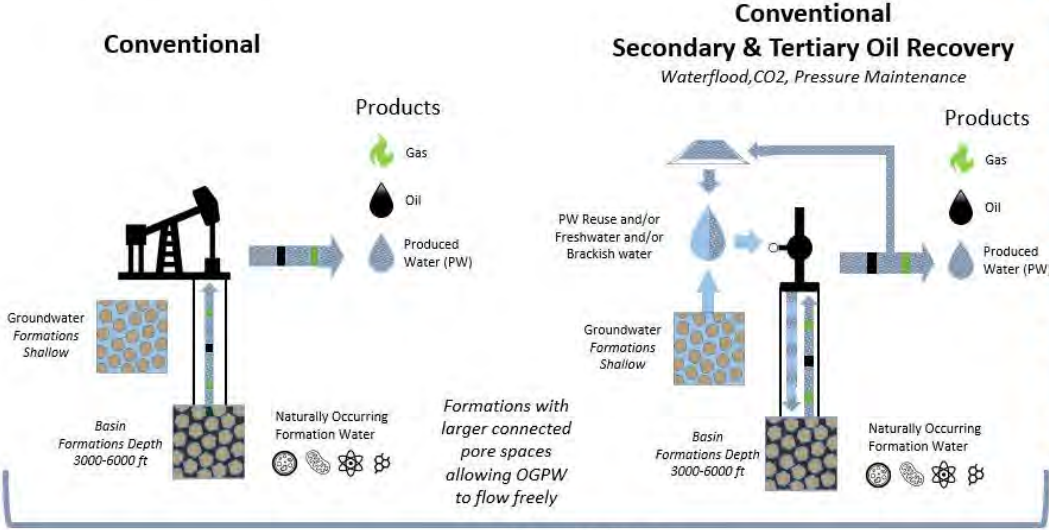 Conventional
Products
Gas
Oil
Produced
Water (PW)
Groundwater
Formations
Shallow
Basin
Formations Depth
3000-6000 ft
Naturally Occurring
Formation Water
Formations with
larger connected
pore spaces
allowing OGPW
to flow freely
Conventional
Secondary & Tertiary Oil Recovery
Waterflood,CO2, Pressure Maintenance
Products
Gas
Oil
Produced
Water (PW)
PW Reuse and/or
Freshwater and/or
Brackish water
Groundwater
Formations
Shallow
Basin
Formations Depth
3000-6000 ft
Naturally Occurring
Formation Water